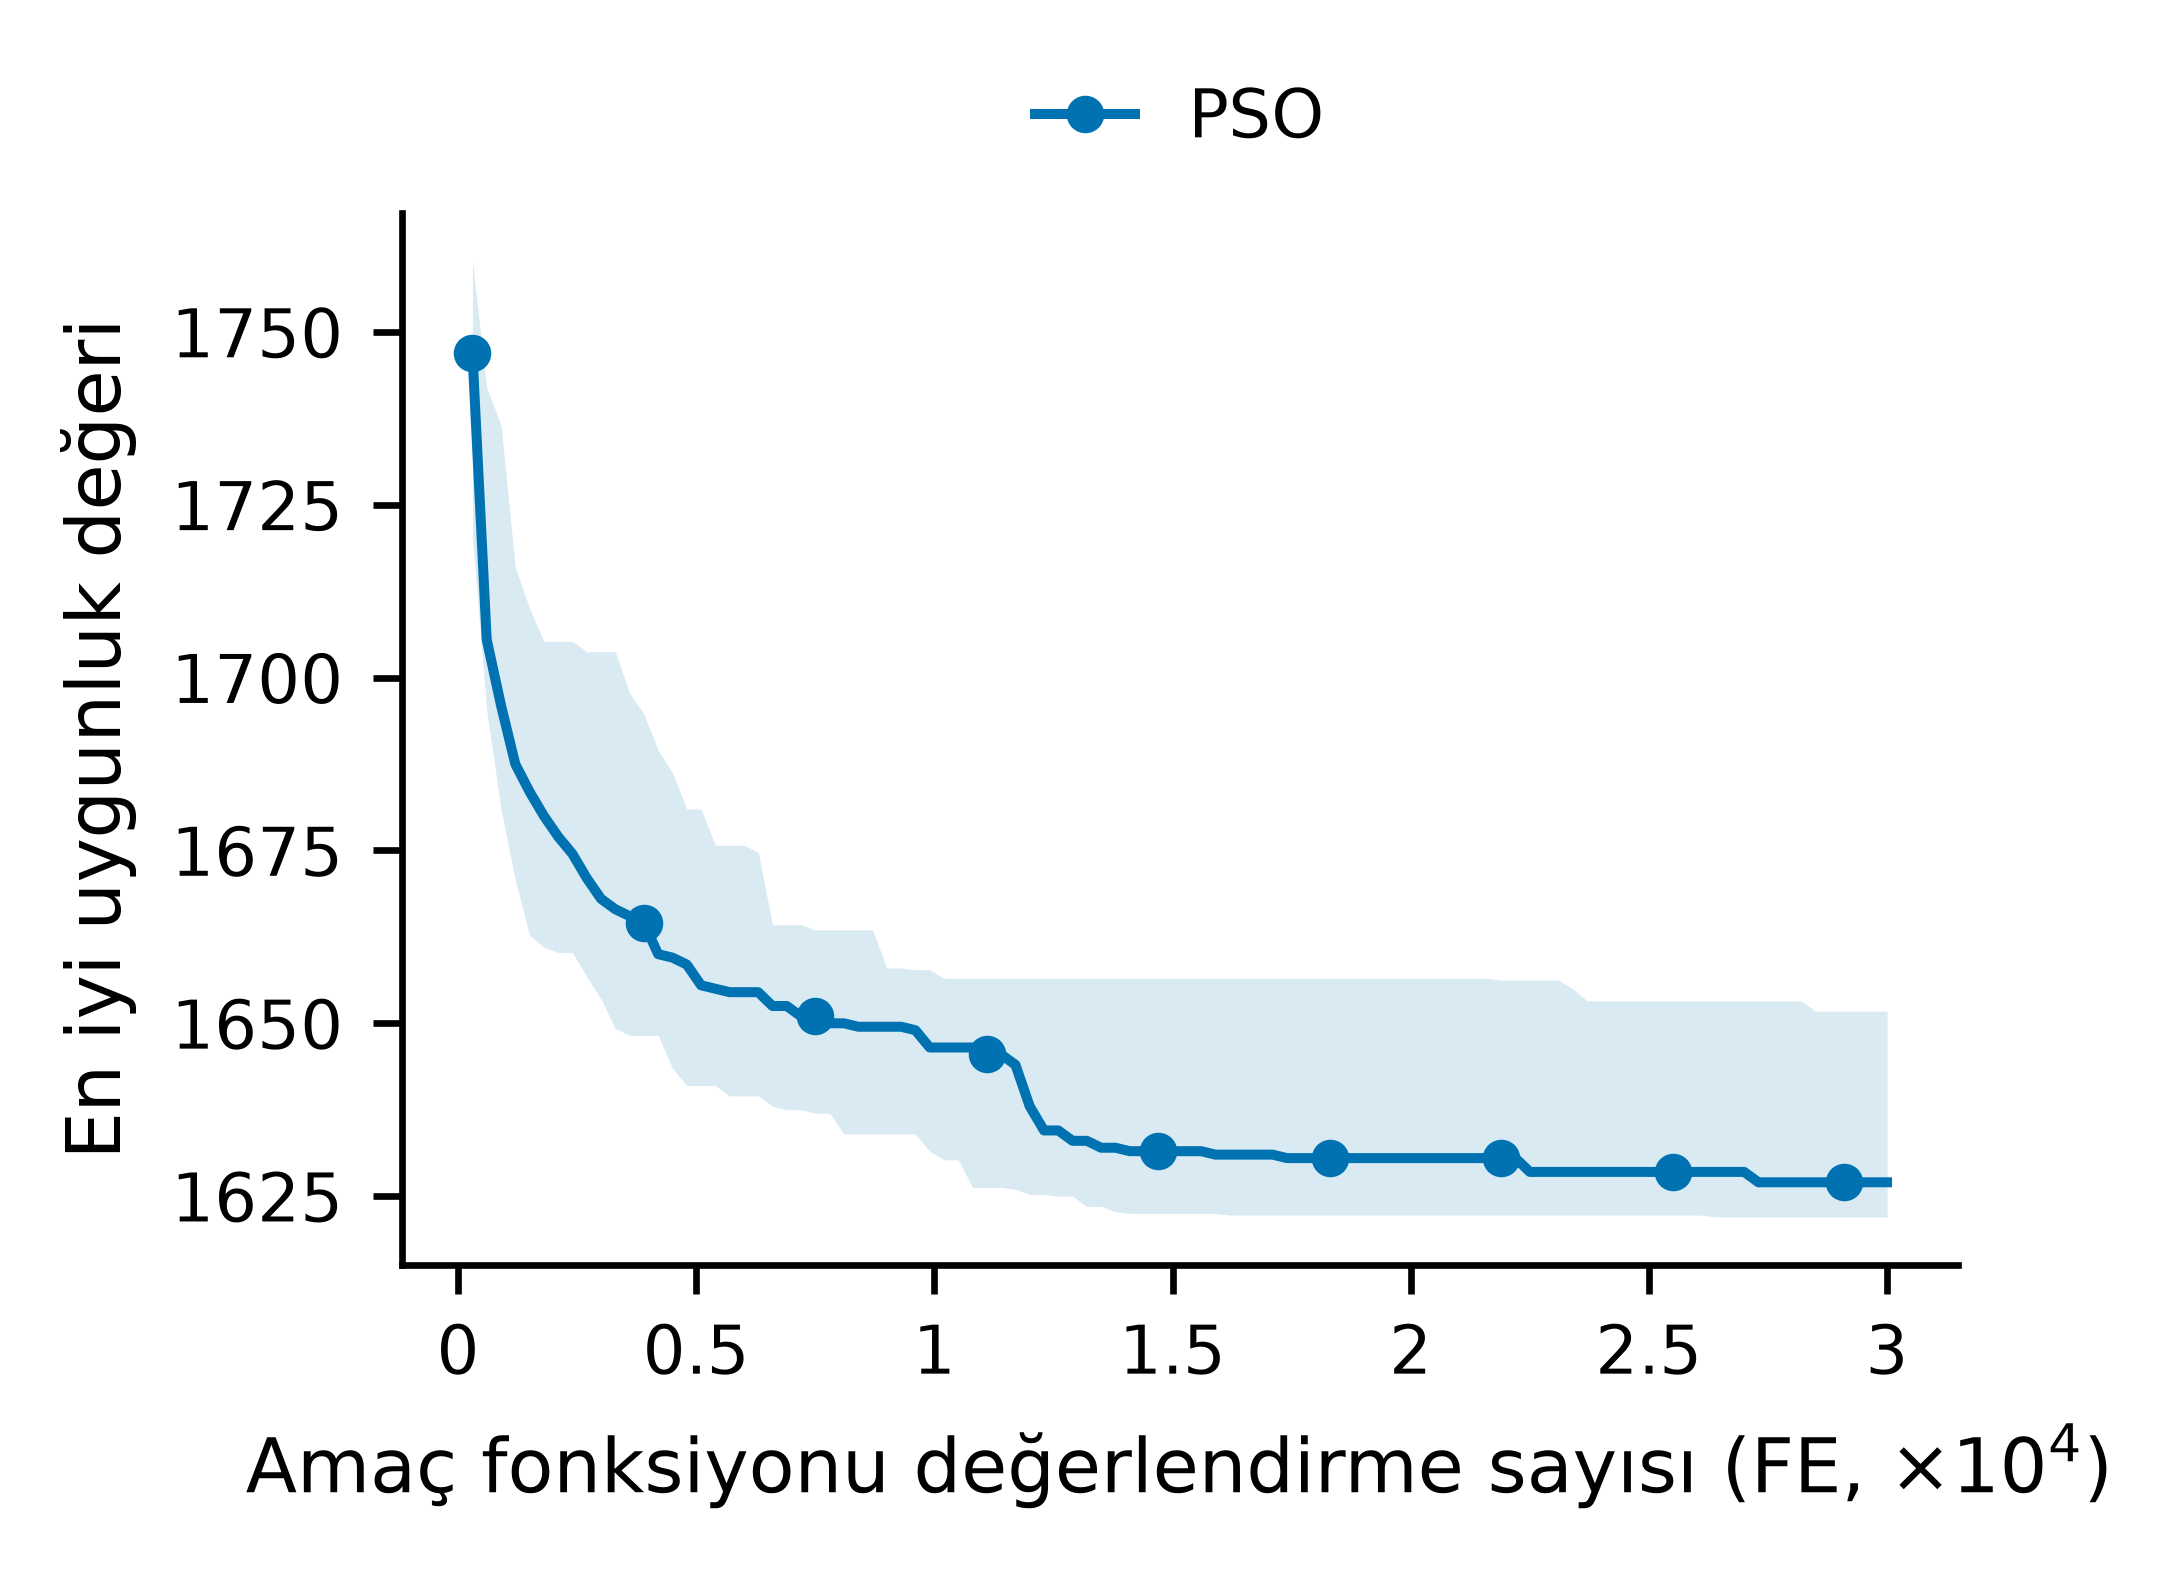 PSO
En iyi uygunluk değeri
1750
1725
1700
1675
1650
1625
0 0.5 1 1.5 2 2.5 3
Amaç fonksiyonu değerlendirme sayısı (FE, ×10⁴)